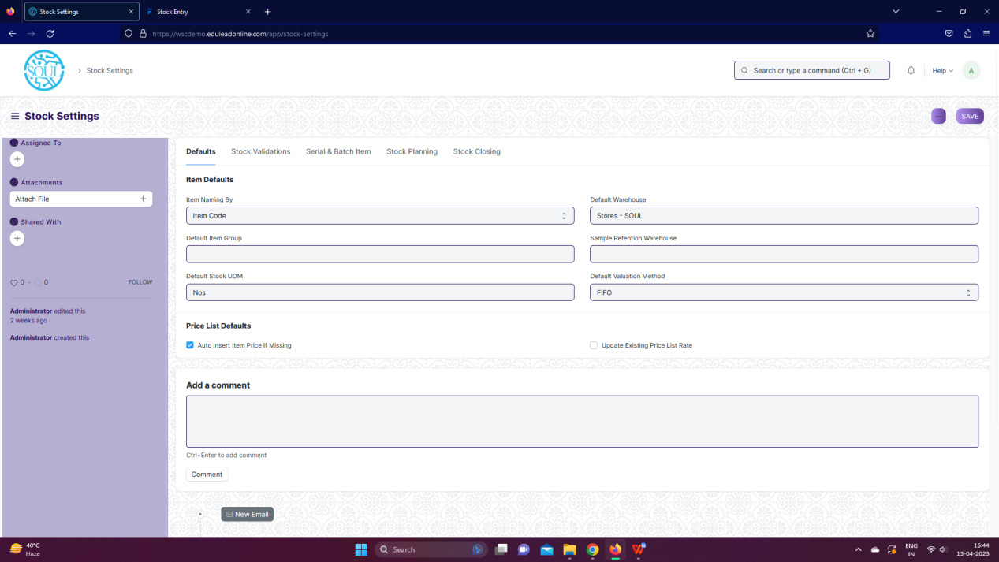 Stock Settings
Stock Entry
https://wscdemo.eduleadonline.com/app/stock-settings
SOUL
Stock Settings
Search or type a command (Ctrl + G)
Help
A
Stock Settings
SAVE
Assigned To
Attachments
Attach File
Shared With
0
0
FOLLOW
Administrator edited this
2 weeks ago
Administrator created this
Defaults
Stock Validations
Serial & Batch Item
Stock Planning
Stock Closing
Item Defaults
Item Naming By
Item Code
Default Warehouse
Stores - SOUL
Default Item Group
Sample Retention Warehouse
Default Stock UOM
Nos
Default Valuation Method
FIFO
Price List Defaults
Auto Insert Item Price If Missing
Update Existing Price List Rate
Add a comment
Ctrl+Enter to add comment
Comment
New Email
40°C
Haze
Search
ENG
IN
16:44
13-04-2023